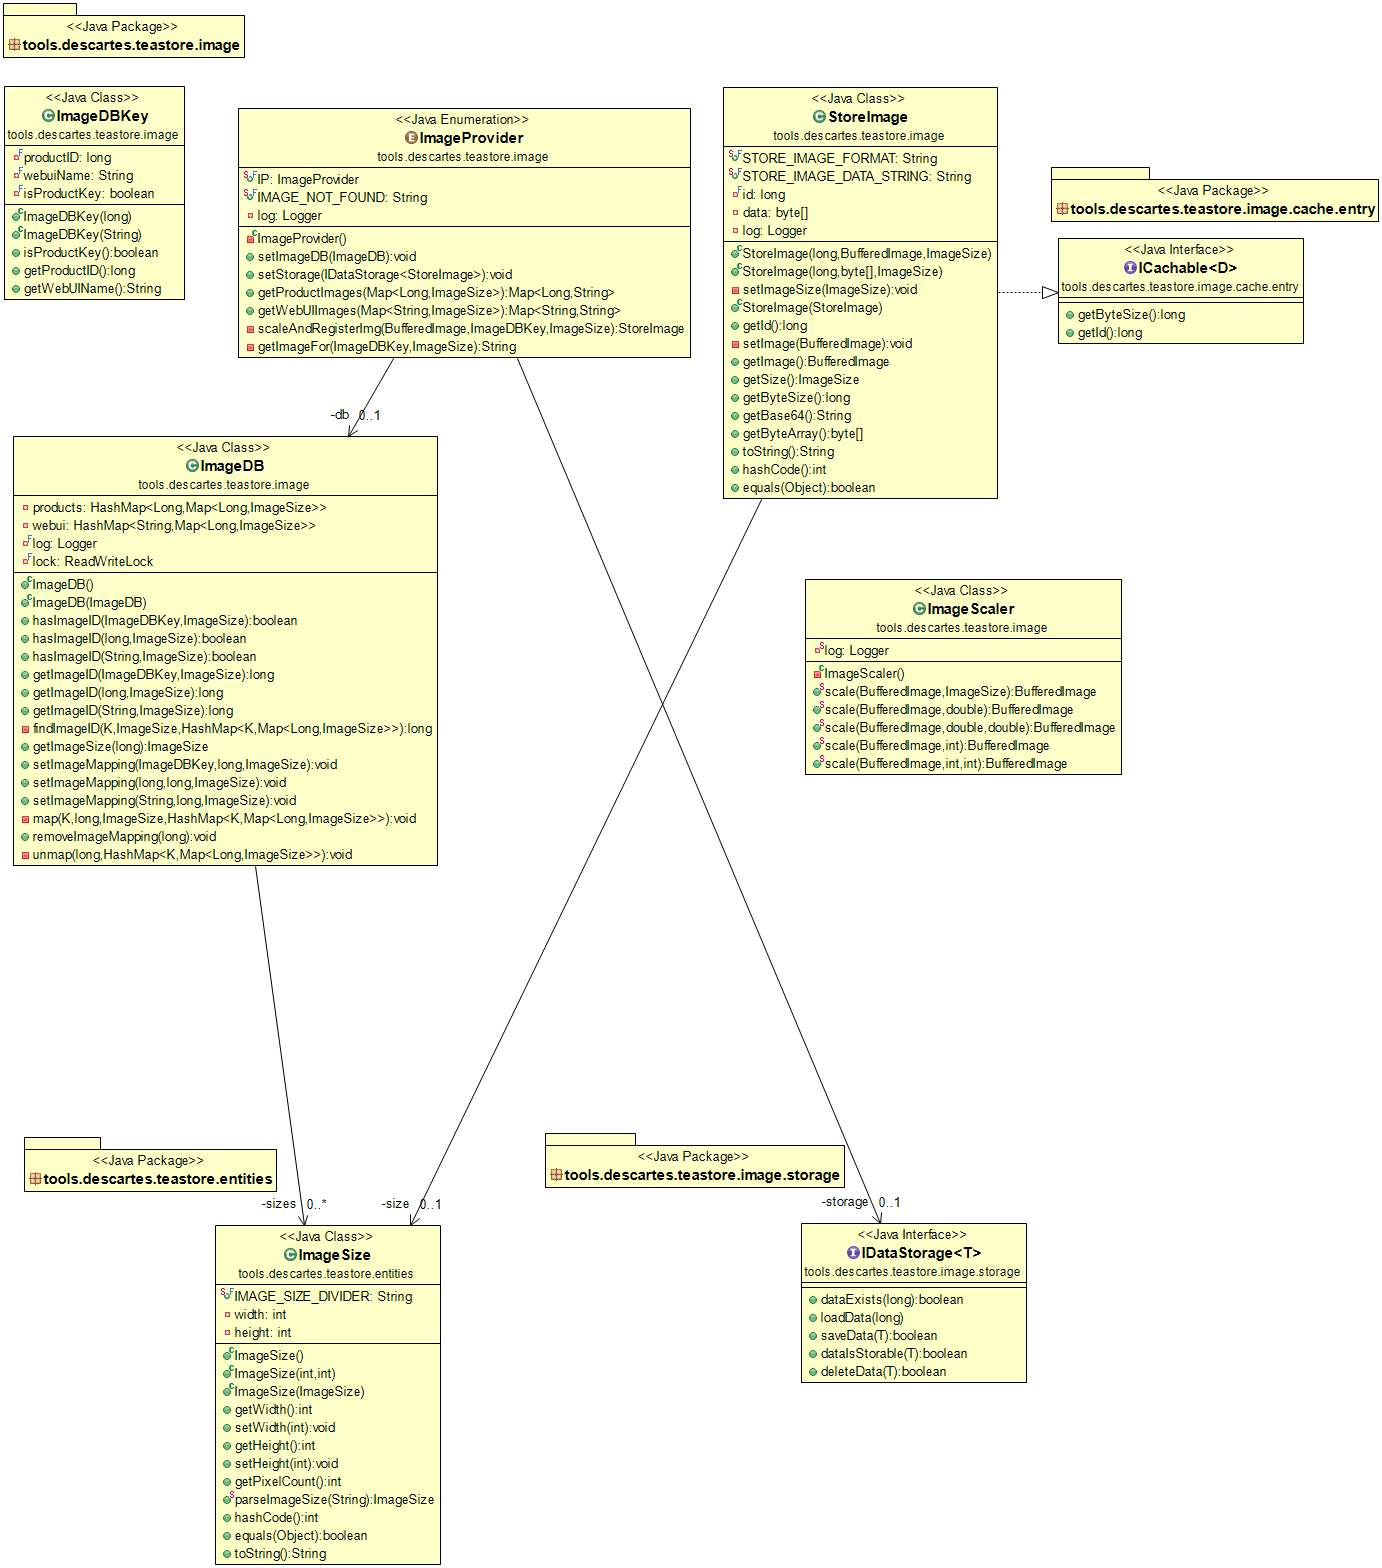 <<Java Package>>
tools.descartes.teastore.image
<<Java Class>>
ImageDBKey
tools.descartes.teastore.image
productID: long
webuiName: String
isProductKey: boolean
ImageDBKey(long)
ImageDBKey(String)
isProductKey():boolean
getProductID():long
getWebUIName():String
<<Java Enumeration>>
ImageProvider
tools.descartes.teastore.image
IP: ImageProvider
IMAGE_NOT_FOUND: String
log: Logger
ImageProvider()
setImageDB(ImageDB):void
setStorage(IDataStorage<StoreImage>):void
getProductImages(Map<Long,ImageSize>):Map<Long,String>
getWebUIImages(Map<String,ImageSize>):Map<String,String>
scaleAndRegisterImg(BufferedImage,ImageDBKey,ImageSize):StoreImage
getImageFor(ImageDBKey,ImageSize):String
<<Java Class>>
StoreImage
tools.descartes.teastore.image
STORE_IMAGE_FORMAT: String
STORE_IMAGE_DATA_STRING: String
id: long
data: byte[]
log: Logger
StoreImage(long,BufferedImage,ImageSize)
StoreImage(long,byte[],ImageSize)
setImageSize(ImageSize):void
StoreImage(StoreImage)
getId():long
setImage(BufferedImage):void
getImage():BufferedImage
getSize():ImageSize
getByteSize():long
getBase64():String
getByteArray():byte[]
toString():String
hashCode():int
equals(Object):boolean
<<Java Package>>
tools.descartes.teastore.image.cache.entry
<<Java Interface>>
ICachable<D>
tools.descartes.teastore.image.cache.entry
getByteSize():long
getId():long
-db 0..1
<<Java Class>>
ImageDB
tools.descartes.teastore.image
products: HashMap<Long,Map<Long,ImageSize>>
webui: HashMap<String,Map<Long,ImageSize>>
log: Logger
lock: ReadWriteLock
ImageDB()
ImageDB(ImageDB)
hasImageID(ImageDBKey,ImageSize):boolean
hasImageID(long,ImageSize):boolean
hasImageID(String,ImageSize):boolean
getImageID(ImageDBKey,ImageSize):long
getImageID(long,ImageSize):long
getImageID(String,ImageSize):long
findImageID(K,ImageSize,HashMap<K,Map<Long,ImageSize>>):long
getImageSize(long):ImageSize
setImageMapping(ImageDBKey,long,ImageSize):void
setImageMapping(long,long,ImageSize):void
setImageMapping(String,long,ImageSize):void
map(K,long,ImageSize,HashMap<K,Map<Long,ImageSize>>):void
removeImageMapping(long):void
unmap(long,HashMap<K,Map<Long,ImageSize>>):void
<<Java Class>>
ImageScaler
tools.descartes.teastore.image
log: Logger
ImageScaler()
scale(BufferedImage,ImageSize):BufferedImage
scale(BufferedImage,double):BufferedImage
scale(BufferedImage,double,double):BufferedImage
scale(BufferedImage,int):BufferedImage
scale(BufferedImage,int,int):BufferedImage
<<Java Package>>
tools.descartes.teastore.entities
<<Java Package>>
tools.descartes.teastore.image.storage
-sizes 0..*
-size 0..1
-storage 0..1
<<Java Class>>
ImageSize
tools.descartes.teastore.entities
IMAGE_SIZE_DIVIDER: String
width: int
height: int
ImageSize()
ImageSize(int,int)
ImageSize(ImageSize)
getWidth():int
setWidth(int):void
getHeight():int
setHeight(int):void
getPixelCount():int
parseImageSize(String):ImageSize
hashCode():int
equals(Object):boolean
toString():String
<<Java Interface>>
IDataStorage<T>
tools.descartes.teastore.image.storage
dataExists(long):boolean
loadData(long)
saveData(T):boolean
dataIsStorable(T):boolean
deleteData(T):boolean